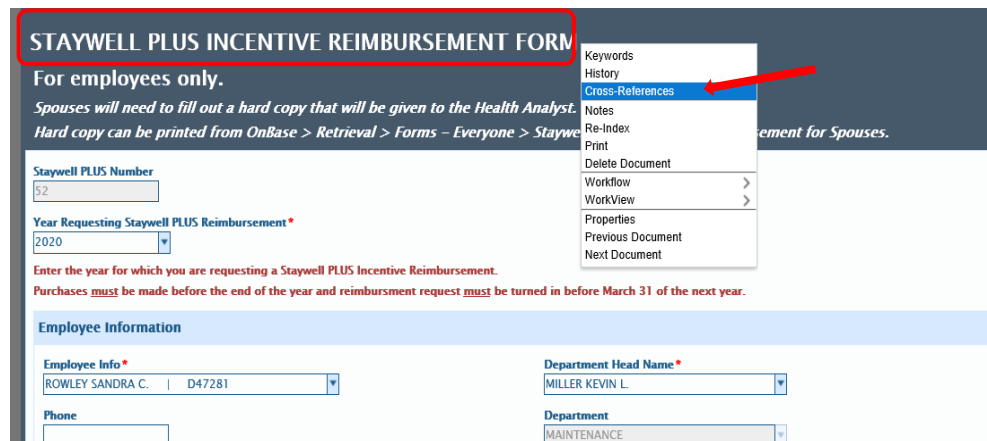 STAYWELL PLUS INCENTIVE REIMBURSEMENT FORM
For employees only.
Spouses will need to fill out a hard copy that will be given to the Health Analyst.
Hard copy can be printed from OnBase > Retrieval > Forms – Everyone > Staywe
ement for Spouses.
Keywords
History
Cross-References
Notes
Re-Index
Print
Delete Document
Workflow
WorkView
Properties
Previous Document
Next Document
Staywell PLUS Number
52
Year Requesting Staywell PLUS Reimbursement*
2020
Enter the year for which you are requesting a Staywell PLUS Incentive Reimbursement.
Purchases must be made before the end of the year and reimbursment request must be turned in before March 31 of the next year.
Employee Information
Employee Info*
ROWLEY SANDRA C. | D47281
Department Head Name*
MILLER KEVIN L.
Phone
Department
MAINTENANCE